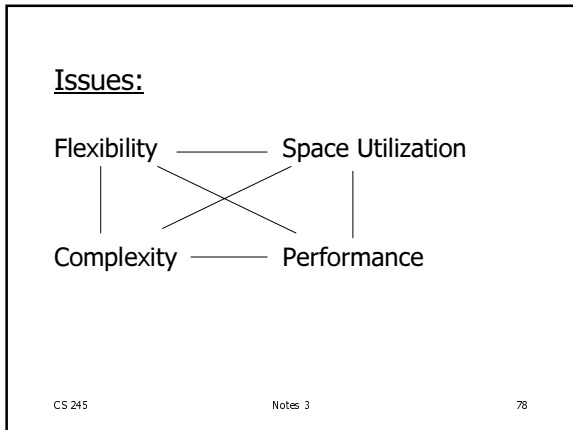 Issues:
Flexibility Space Utilization
Complexity Performance
CS 245 Notes 3 78